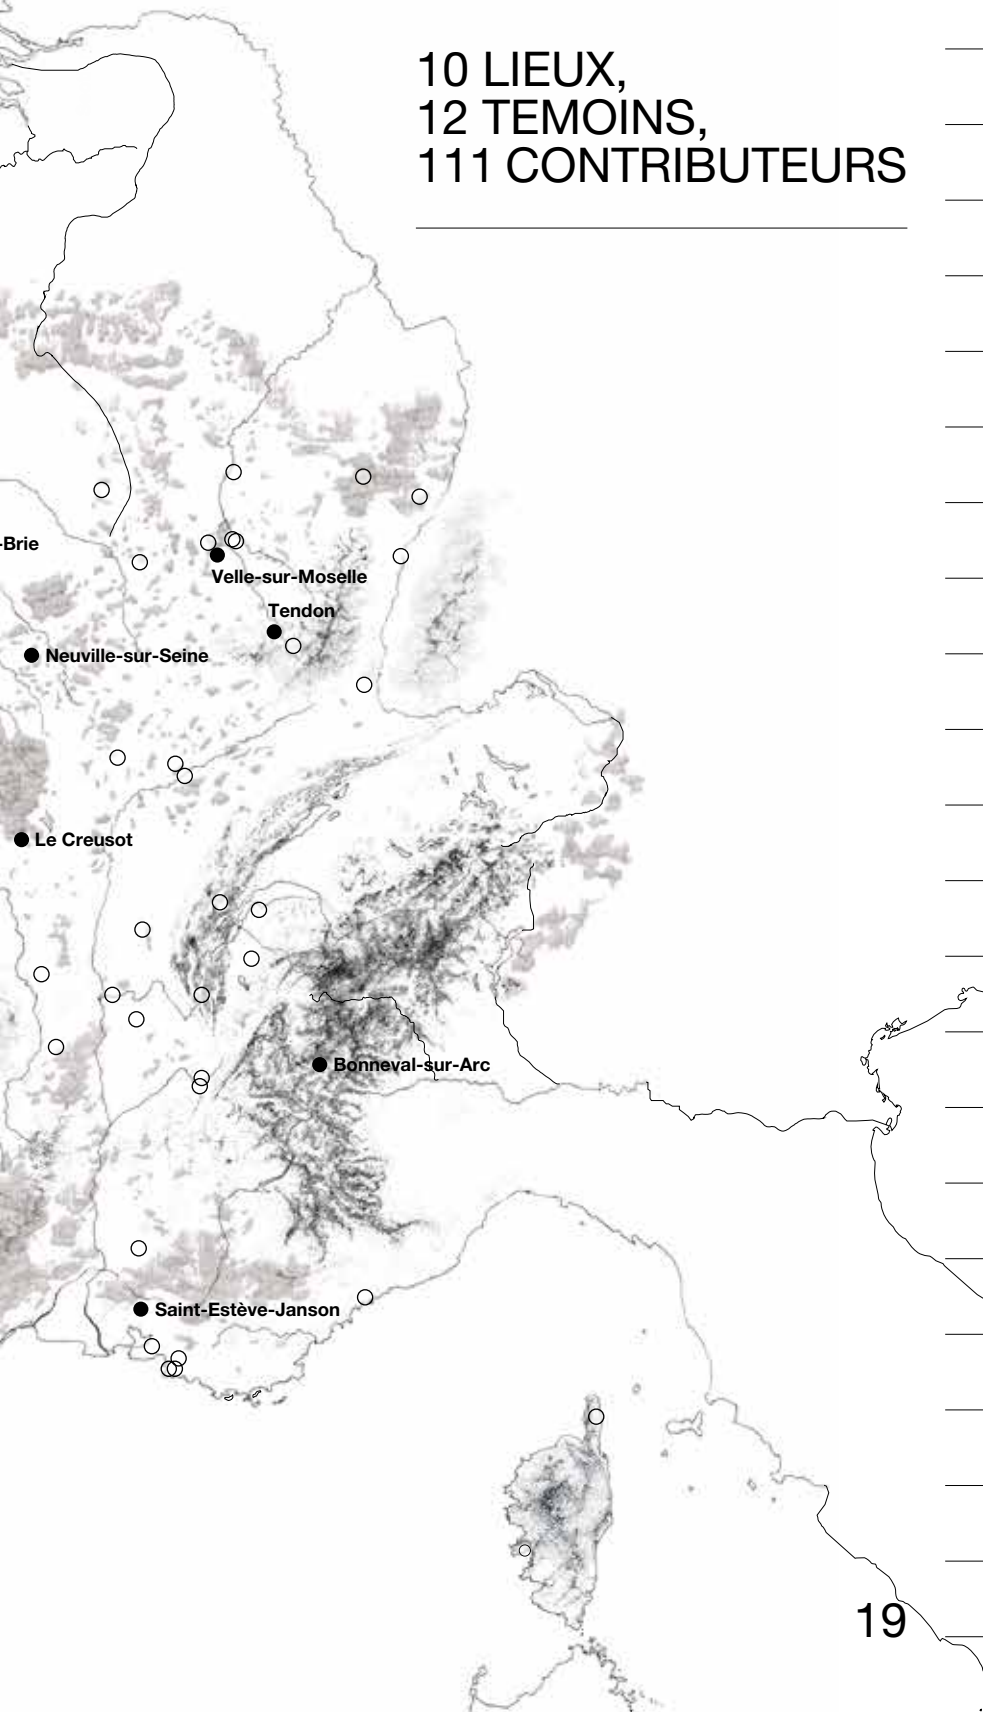 10 LIEUX,
12 TEMOINS,
111 CONTRIBUTEURS
-Brie
Velle-sur-Moselle
Tendon
Neuville-sur-Seine
Le Creusot
Bonneval-sur-Arc
Saint-Estève-Janson
19